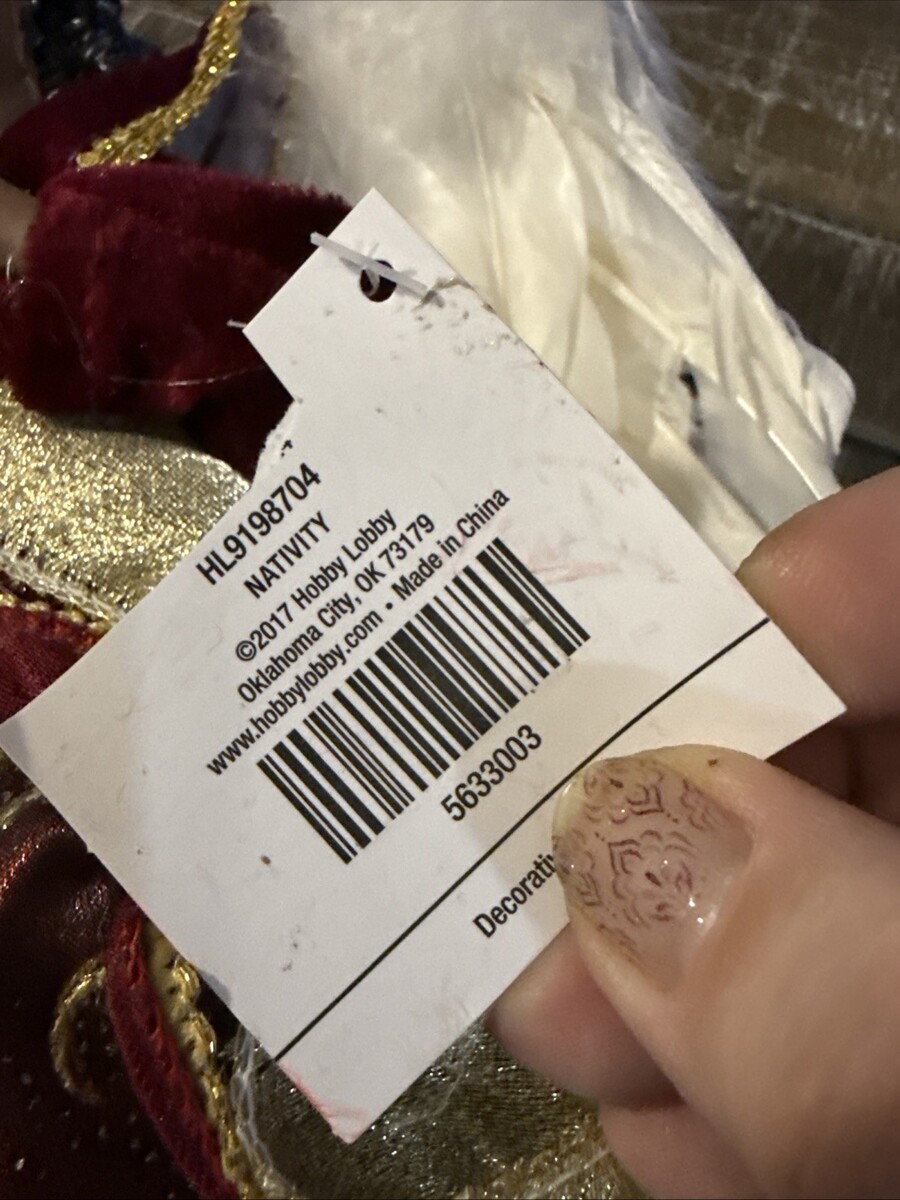 HL9198704
NATIVITY
©2017 Hobby Lobby
Oklahoma City, OK 73179
www.hobbylobby.com • Made in China
5633003